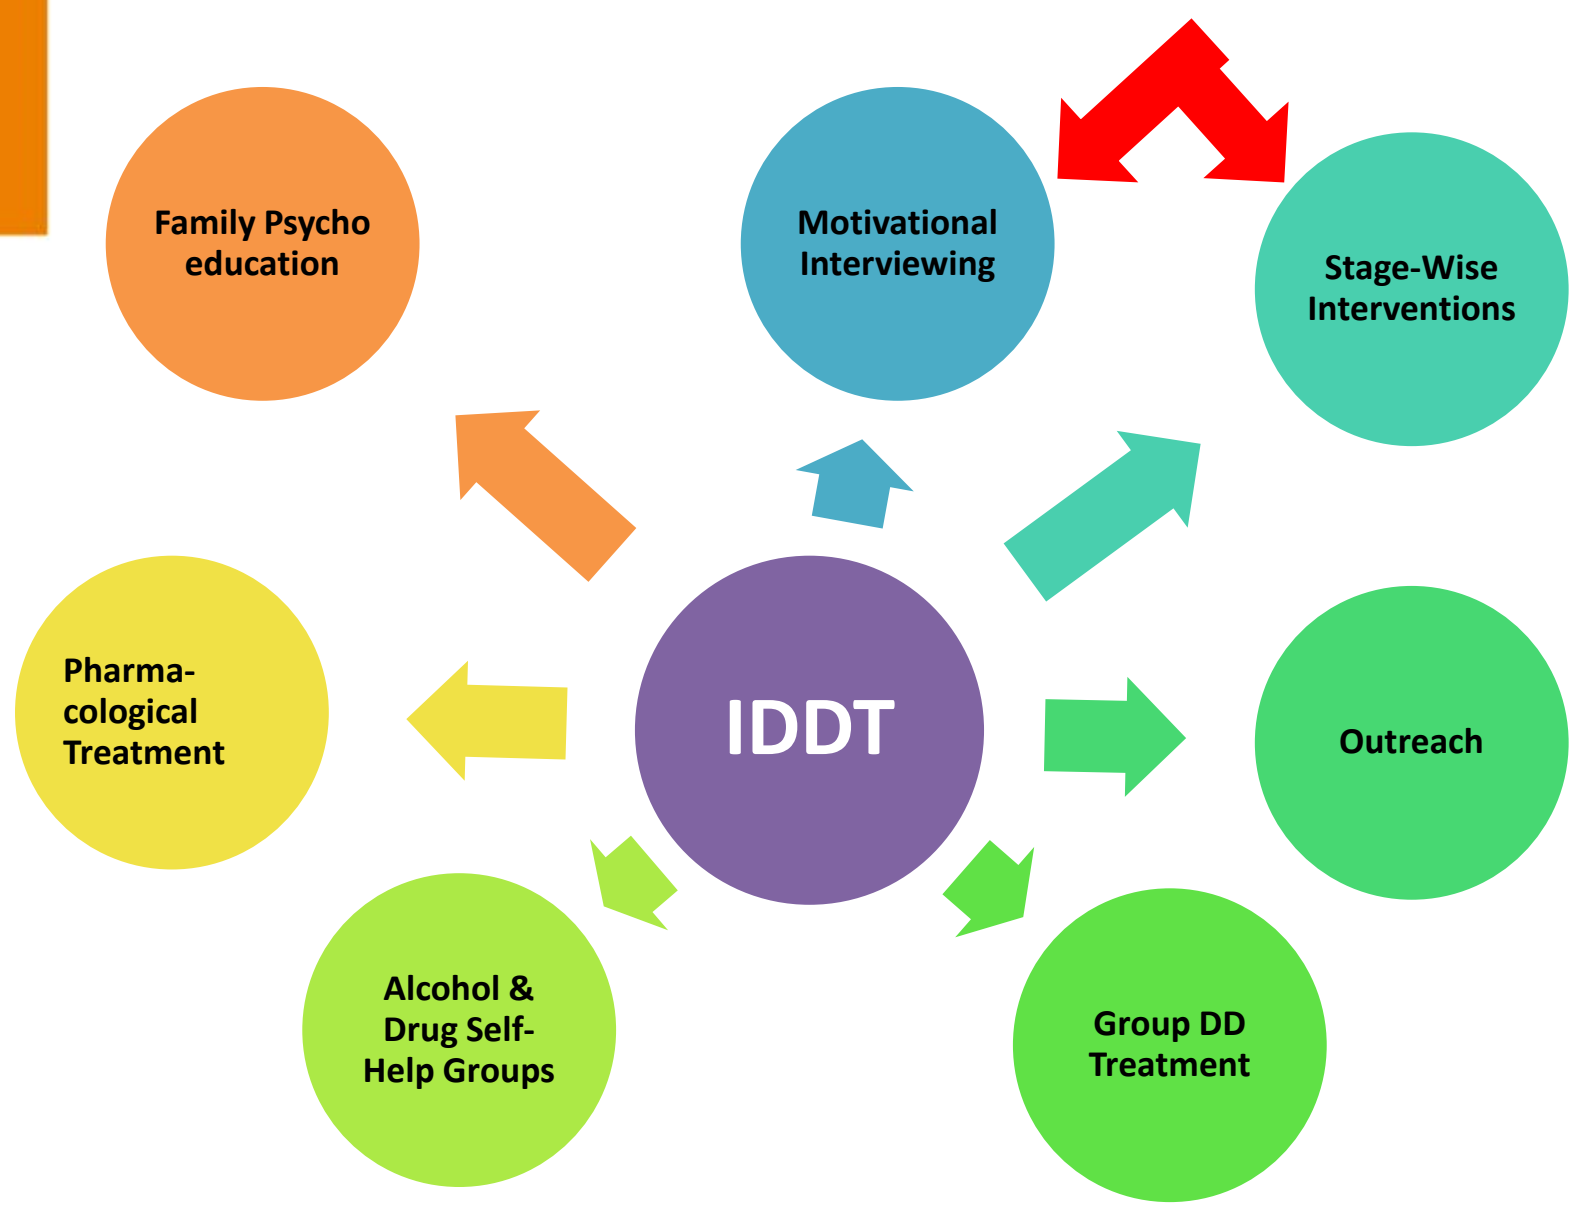 Family Psycho
education
Motivational
Interviewing
Stage-Wise
Interventions
Pharma-
cological
Treatment
IDDT
Outreach
Alcohol &
Drug Self-
Help Groups
Group DD
Treatment